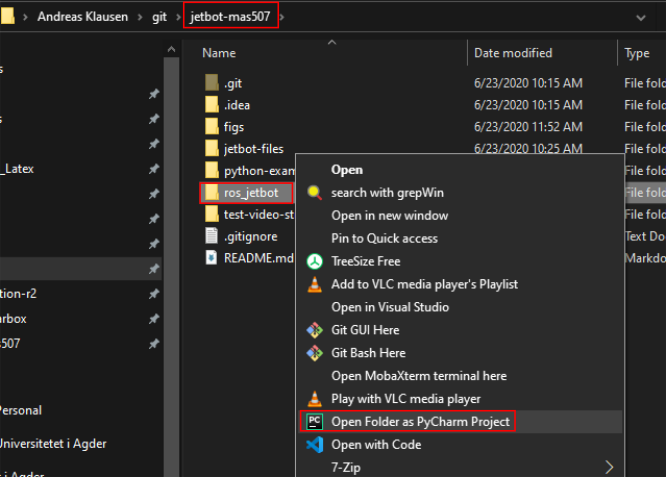 Andreas Klausen > git > jetbot-mas507 >
Name Date modified Type
.git 6/23/2020 10:15 AM File fold
.idea 6/23/2020 10:15 AM File fold
figs 6/23/2020 11:52 AM File fold
jetbot-files 6/23/2020 10:25 AM File fold
_Latex python-exam
ros_jetbot File fold
test-video-st File fold
.gitignore Text Do
README.md Markdo
tion-r2
arbox
s507
Personal
Universitetet i Agder
Open
search with grepWin
Open in new window
Pin to Quick access
TreeSize Free
Add to VLC media player's Playlist
Open in Visual Studio
Git GUI Here
Git Bash Here
Open MobaXterm terminal here
Play with VLC media player
PC Open Folder as PyCharm Project
Open with Code
7-Zip >